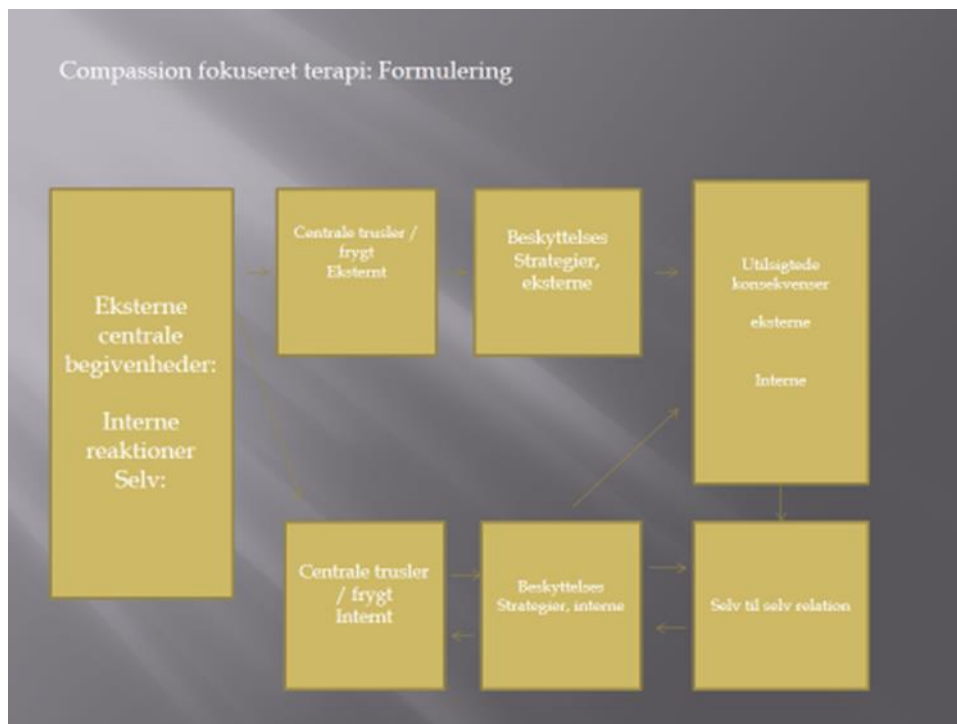 Compassion fokuseret terapi: Formulering
Eksterne
centrale
begivenheder:
Interne
reaktioner
Selv:
Centrale trusler /
frygt
Eksternt
Beskyttelses
Strategier,
eksterne
Utilsigtede
konsekvenser
eksterne
Interne
Centrale trusler
/ frygt
Internt
Beskyttelses
Strategier, interne
Selv til selv relation